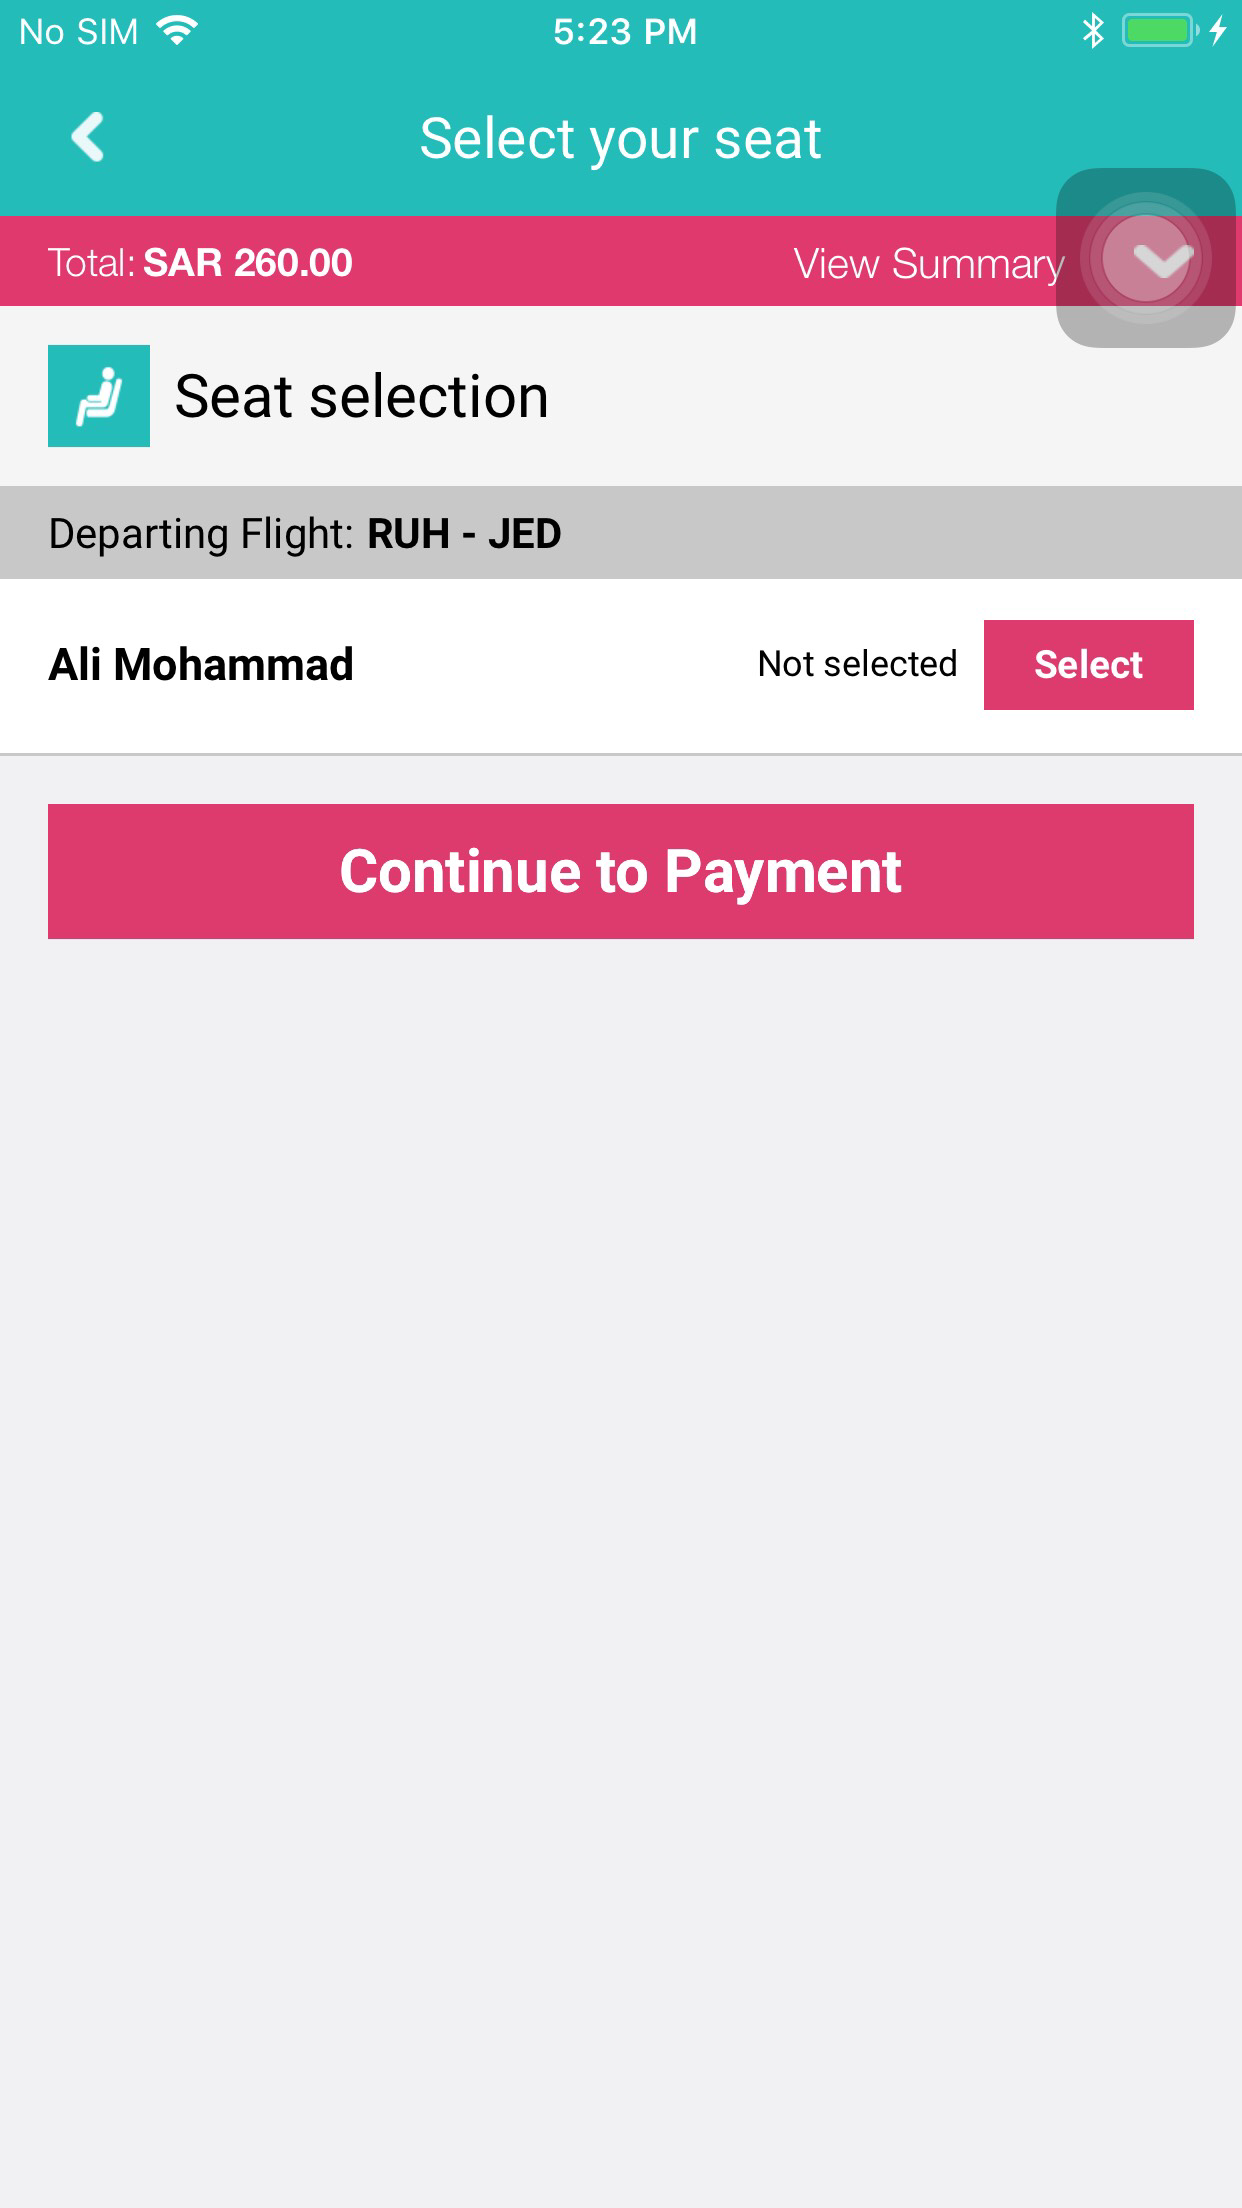 No SIM 5:23 PM
Select your seat
Total: SAR 260.00 View Summary
Seat selection
Departing Flight: RUH - JED
Ali Mohammad Not selected Select
Continue to Payment